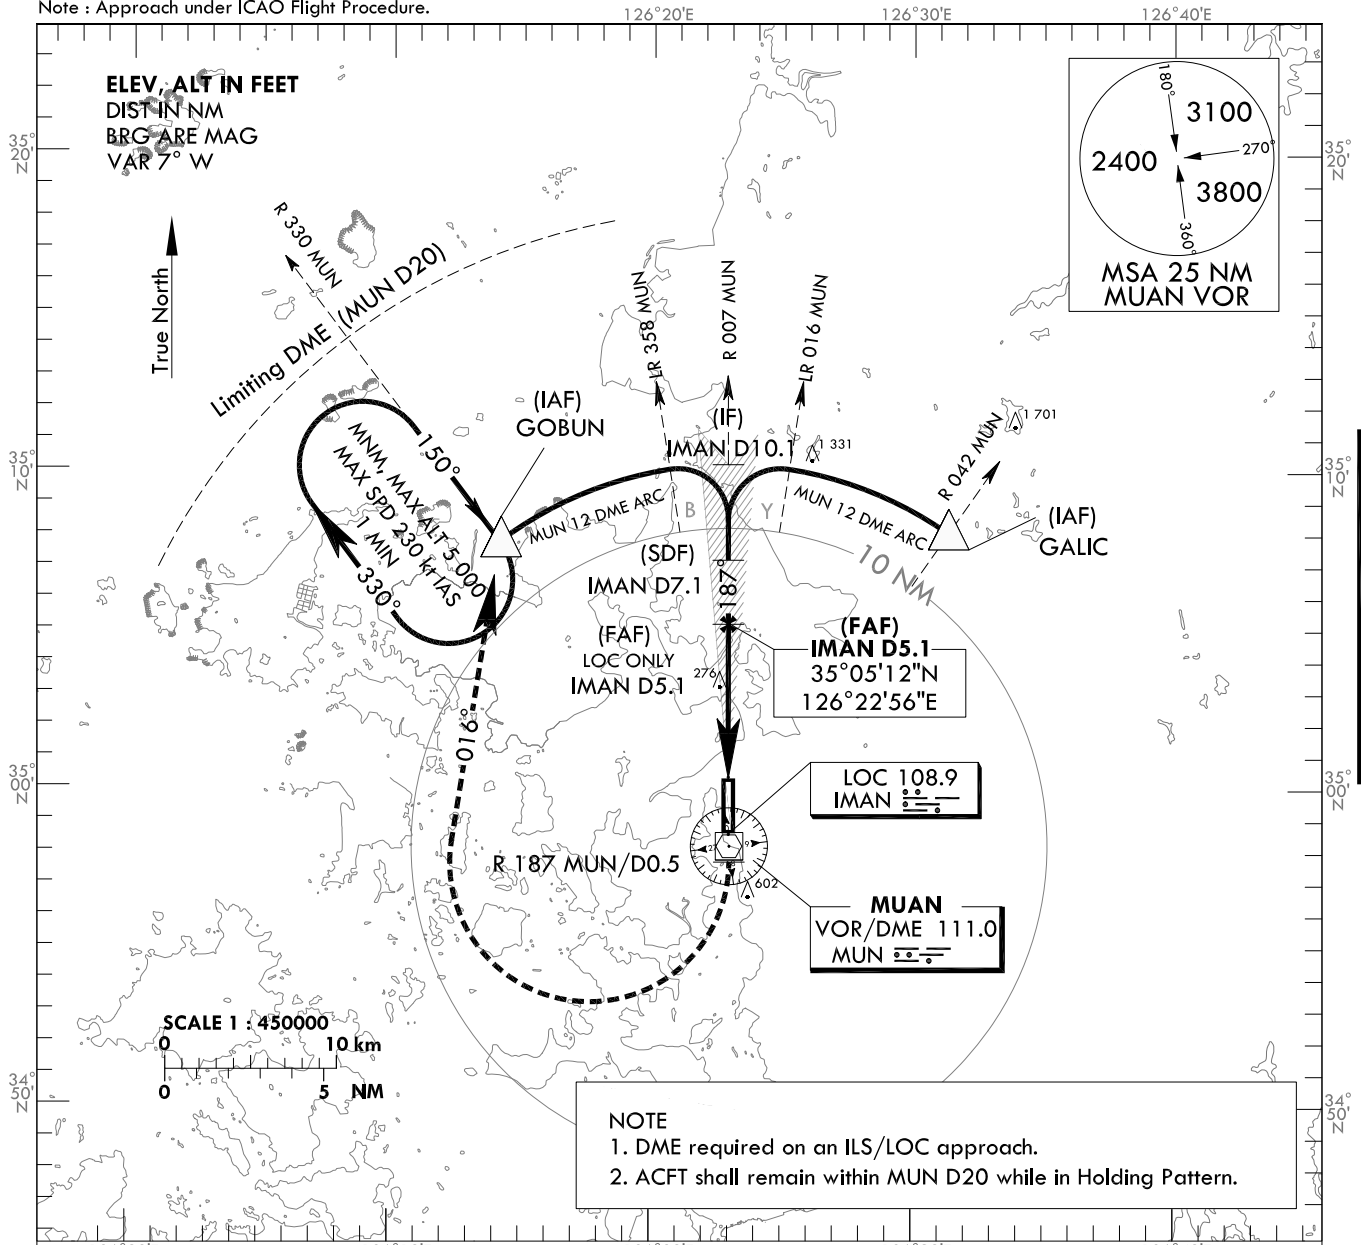 Note : Approach under ICAO Flight Procedure.
126°20'
126°30'
126°40'
ELEV, ALT IN FEET
DIST IN NM
BRG ARE MAG
VAR 7° W
35°
20'
N
35°
20'
N
180°
3100
270°
2400
3800
360°
MSA 25 NM
MUAN VOR
True North
R 330 MUN
Limiting DME (MUN D20)
LR 358 MUN
R 007 MUN
LR 016 MUN
R 042 MUN
1 701
1 331
(IAF)
GOBUN
(IF)
IMAN D10.1
35°
10'
N
35°
10'
N
150°
MNM, MAX ALT 5 000
MAX SPD 230 kt IAS
1 MIN
330°
MUN 12 DME ARC
B
Y
MUN 12 DME ARC
(IAF)
GALIC
10 NM
(SDF)
IMAN D7.1
187°
(FAF)
LOC ONLY
IMAN D5.1
276
(FAF)
IMAN D5.1
35°05'12"N
126°22'56"E
016°
35°
00'
N
35°
00'
N
LOC 108.9
IMAN
R 187 MUN/D0.5
602
MUAN
VOR/DME 111.0
MUN
SCALE 1 : 450000
0 10 km
0 5 NM
34°
50'
N
34°
50'
N
NOTE
1. DME required on an ILS/LOC approach.
2. ACFT shall remain within MUN D20 while in Holding Pattern.